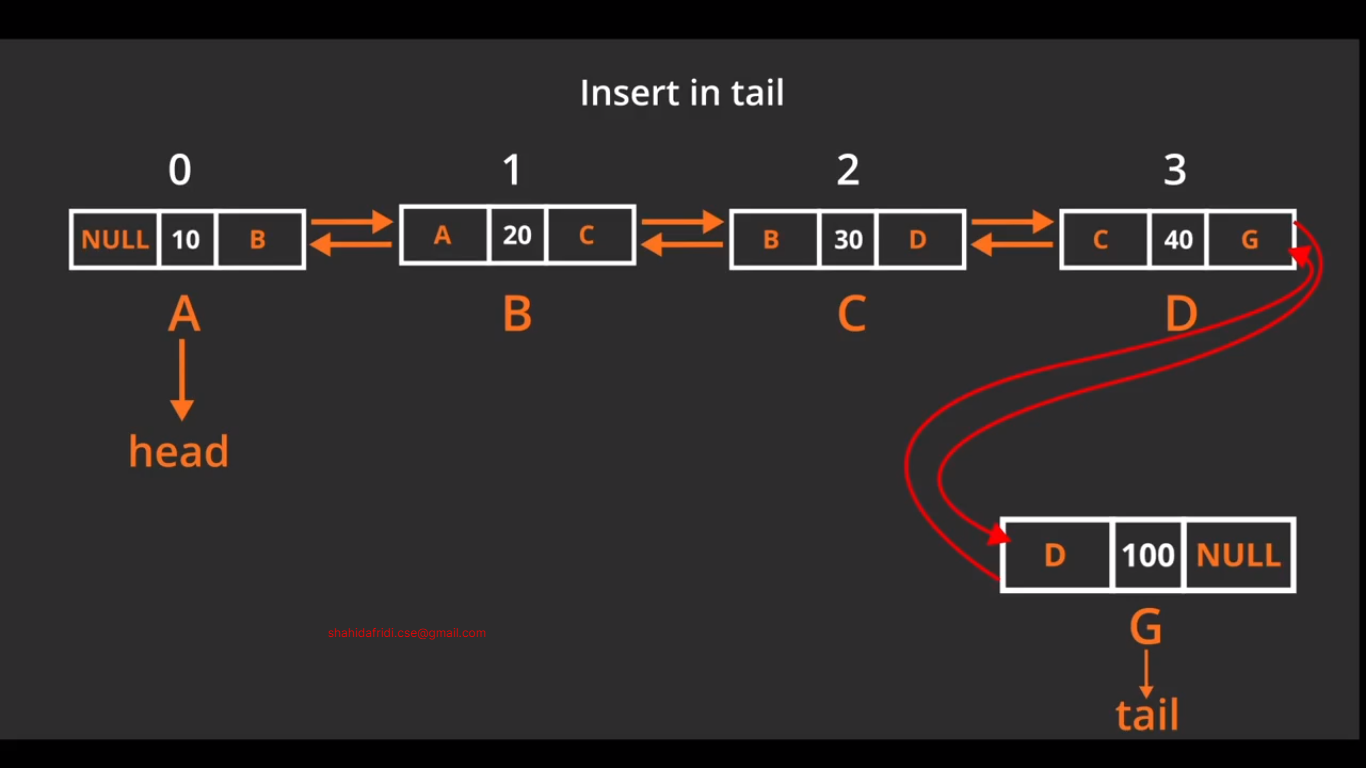 Insert in tail
0 1 2 3
NULL 10 B A 20 C B 30 D C 40 G
A B C D
head
D 100 NULL
shahidafridi.cse@gmail.com
G
tail